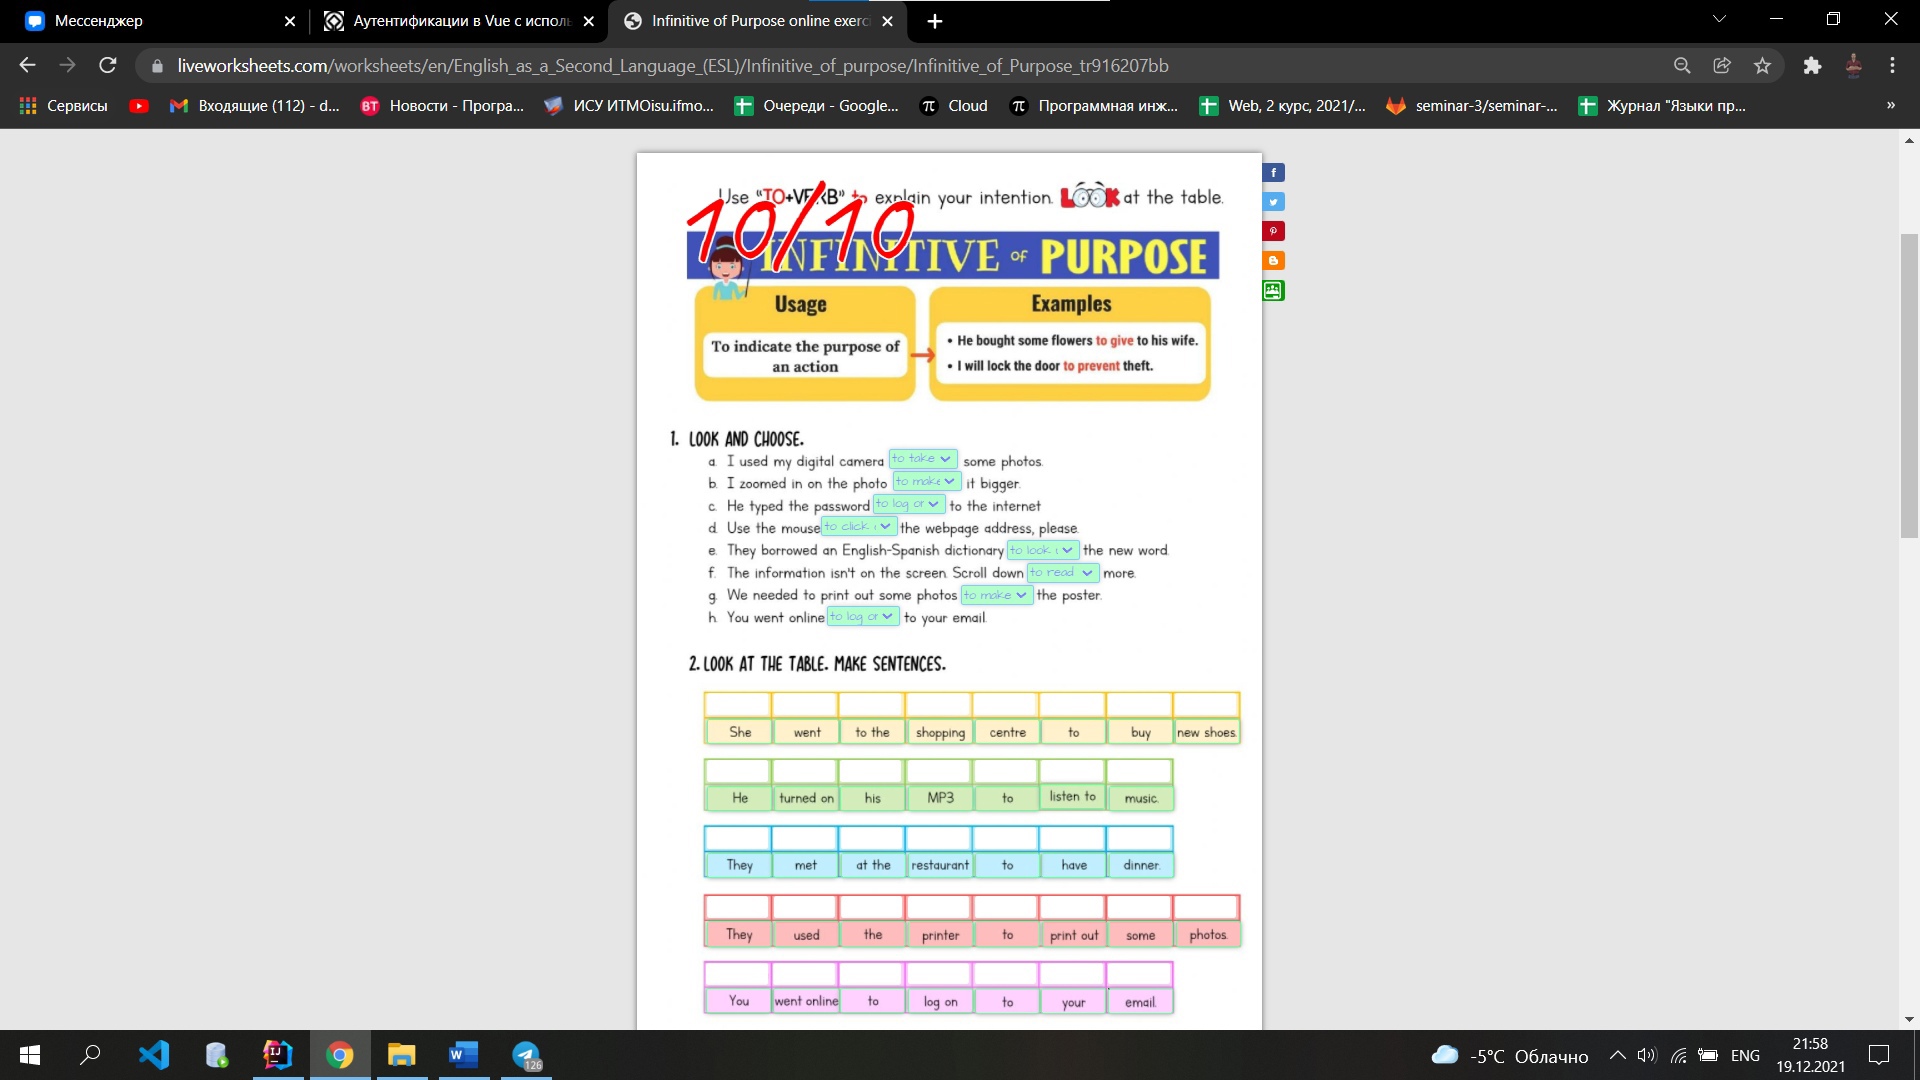 Мессенджер
Аутентификации в Vue с исполь
Infinitive of Purpose online exerci
liveworksheets.com/worksheets/en/English_as_a_Second_Language_(ESL)/Infinitive_of_purpose/Infinitive_of_Purpose_tr916207bb
Сервисы
Входящие (112) - d...
BT Новости - Програ...
ИСУ ИТМОisu.ifmo...
Очереди - Google...
π Cloud
π Программная инж...
Web, 2 курс, 2021/...
seminar-3/seminar-...
Журнал "Языки пр...
»
Use "TO+VERB" to explain your intention. LOOK at the table.
10/10
INFINITIVE OF PURPOSE
Usage
To indicate the purpose of
an action
Examples
• He bought some flowers to give to his wife.
• I will lock the door to prevent theft.
1. LOOK AND CHOOSE.
a. I used my digital camera to take some photos.
b. I zoomed in on the photo to make it bigger.
c. He typed the password to log or to the internet
d. Use the mouse to click the webpage address, please.
e. They borrowed an English-Spanish dictionary to look the new word.
f. The information isn't on the screen. Scroll down to read more.
g. We needed to print out some photos to make the poster.
h. You went online to log or to your email.
2. LOOK AT THE TABLE. MAKE SENTENCES.
She went to the shopping centre to buy new shoes.
He turned on his MP3 to listen to music.
They met at the restaurant to have dinner.
They used the printer to print out some photos.
You went online to log on to your email.
126
-5°C Облачно
ENG
21:58
19.12.2021